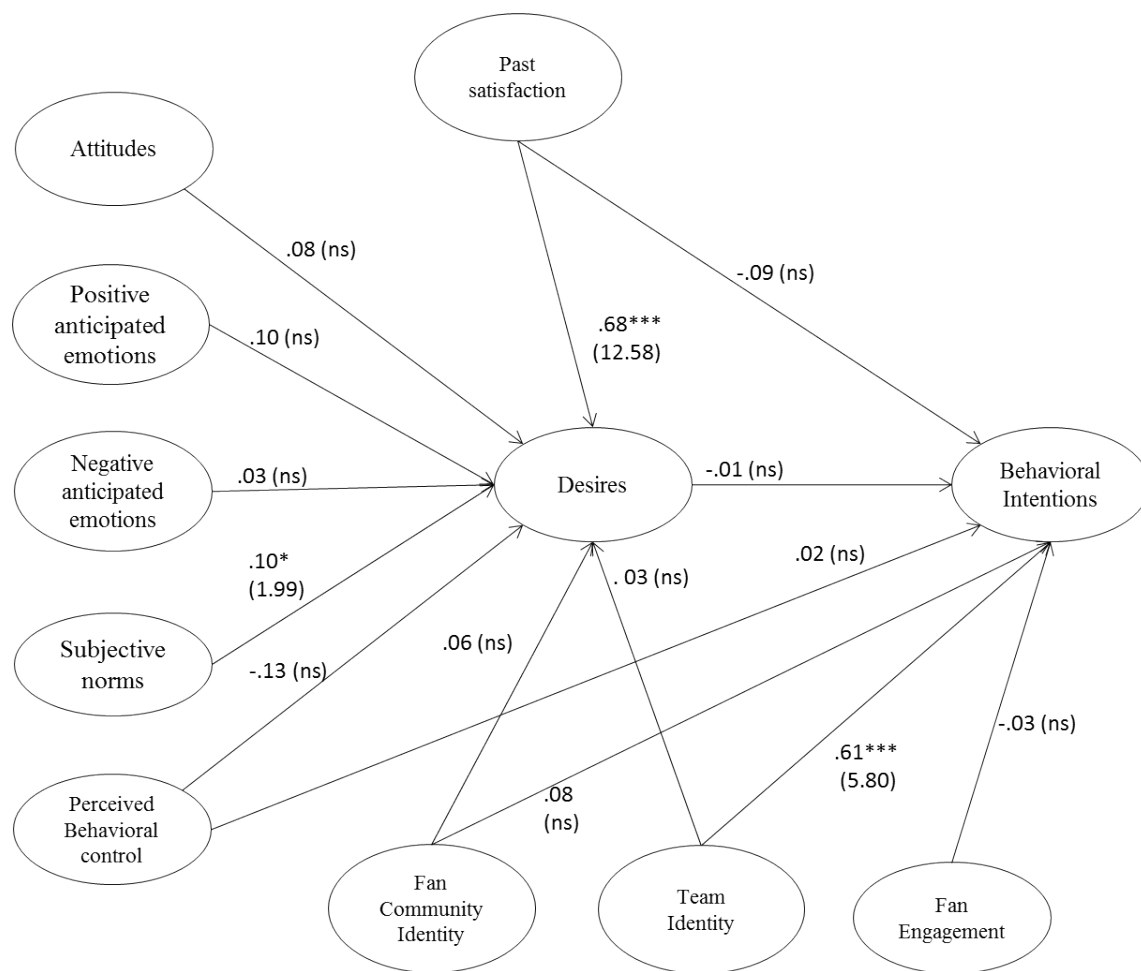 Past
satisfaction
Attitudes
.08 (ns)
-.09 (ns)
Positive
anticipated
emotions
.10 (ns)
.68***
(12.58)
Negative
anticipated
emotions
.03 (ns)
Desires
-.01 (ns)
Behavioral
Intentions
.10*
(1.99)
.02 (ns)
. 03 (ns)
Subjective
norms
-.13 (ns)
.06 (ns)
-.03 (ns)
.61***
(5.80)
.08
(ns)
Perceived
Behavioral
control
Fan
Community
Identity
Team
Identity
Fan
Engagement